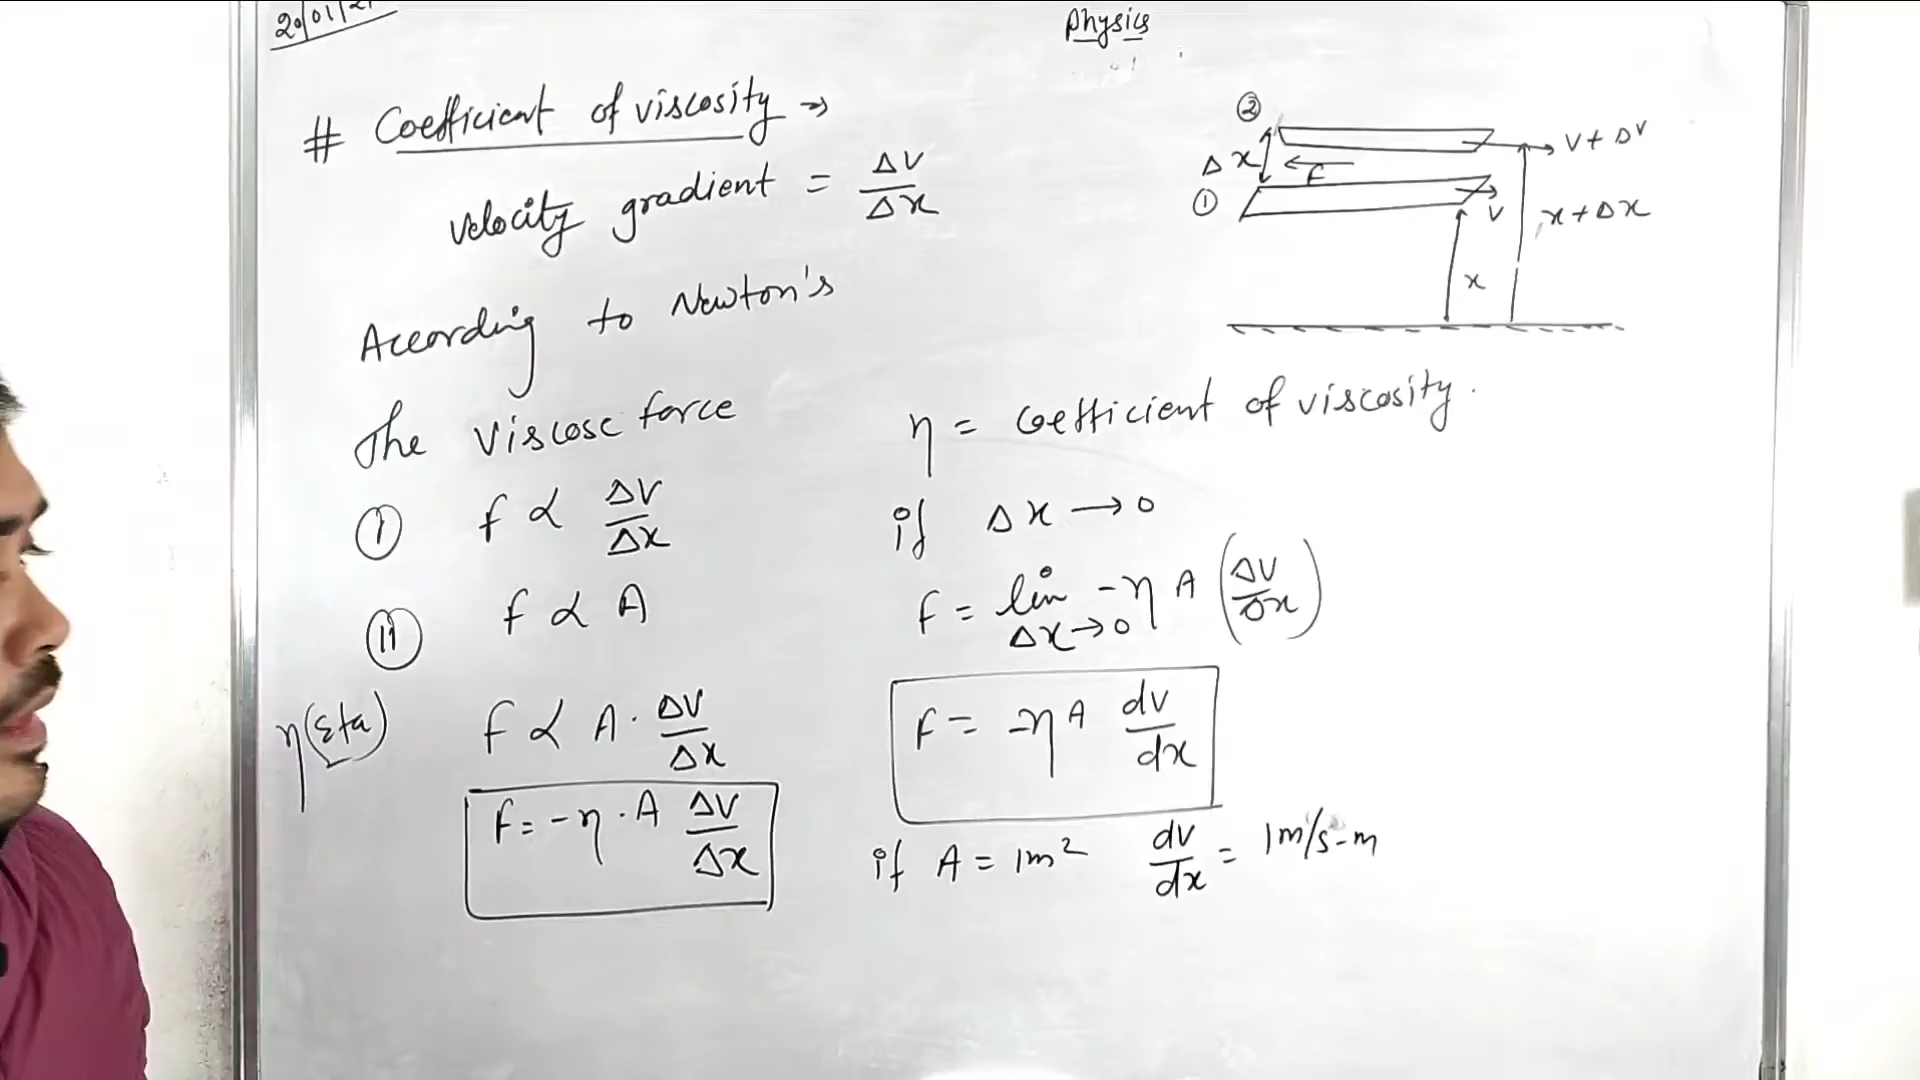 20/01/21
Physics
# Coefficient of viscosity →
velocity gradient = ΔV/Δx
According to Newton's
The viscose force
① f ∝ ΔV/Δx
② f ∝ A
η(Eta) f ∝ A · ΔV/Δx
F = -η · A ΔV/Δx
②
Δx
F
V + ΔV
①
V
x + Δx
x
η = coefficient of viscosity.
if Δx → 0
F = lim Δx→0 -η A (ΔV/Δx)
F = -η A dv/dx
if A = 1m² dv/dx = 1m/s-m